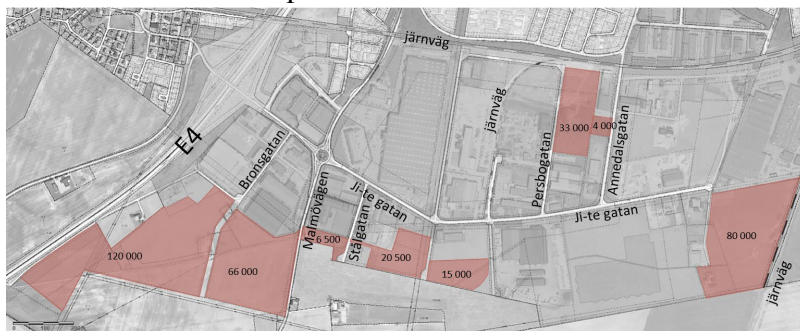 järnväg
järnväg
33 000
4 000
Persbogatan
Annedalsgatan
E4
Bronsgatan
Malmövägen
Ji-te gatan
Stålgatan
Ji-te gatan
120 000
66 000
6 500
20 500
15 000
80 000
järnväg